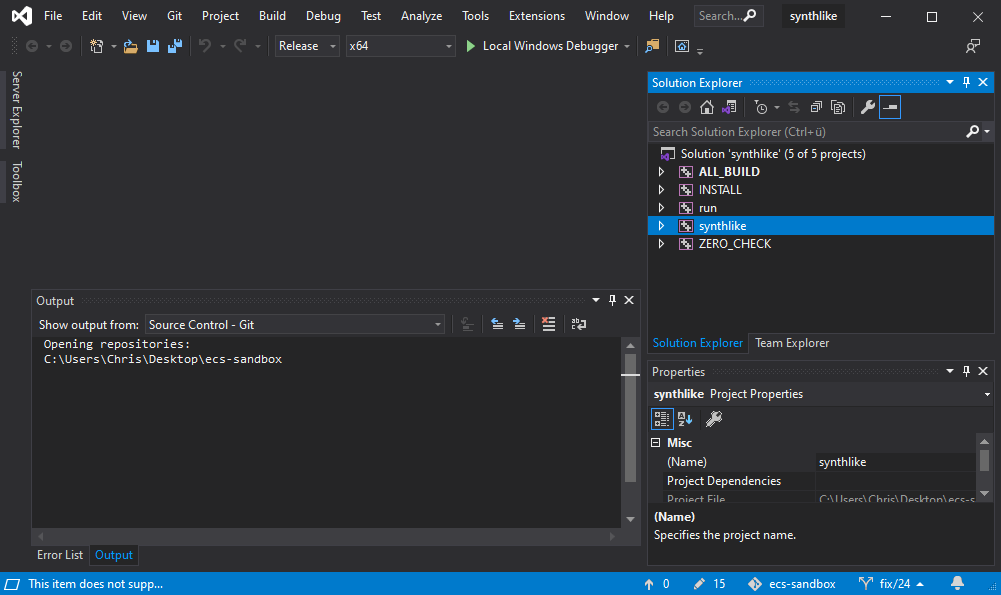 File Edit View Git Project Build Debug Test Analyze Tools Extensions Window Help Search... synthlike
Release x64 Local Windows Debugger
Server Explorer
Toolbox
Solution Explorer
Search Solution Explorer (Ctrl+ü)
Solution 'synthlike' (5 of 5 projects)
ALL_BUILD
INSTALL
run
synthlike
ZERO_CHECK
Solution Explorer Team Explorer
Output
Show output from: Source Control - Git
Opening repositories:
C:\Users\Chris\Desktop\ecs-sandbox
Error List Output
Properties
synthlike Project Properties
Misc
(Name) synthlike
Project Dependencies
Project File C:\Users\Chris\Desktop\ecs-s
(Name)
Specifies the project name.
This item does not supp... 0 15 ecs-sandbox fix/24